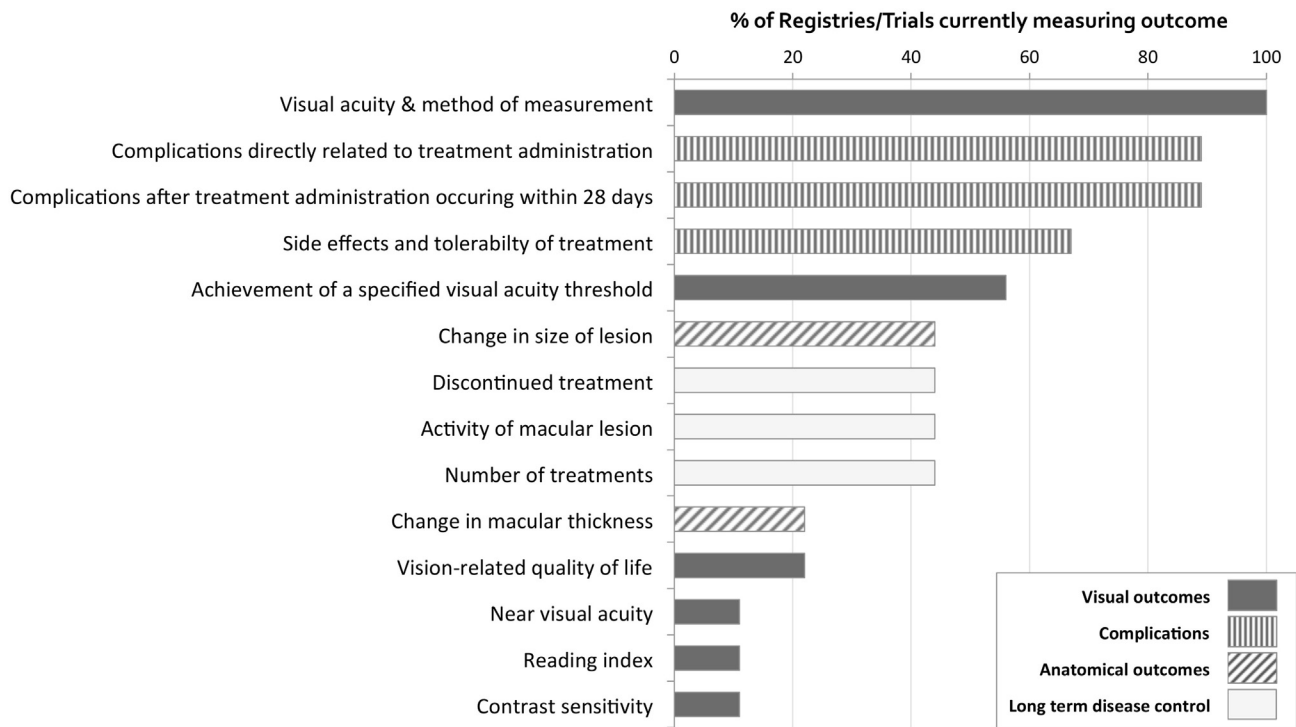 % of Registries/Trials currently measuring outcome
0 20 40 60 80 100
Visual acuity & method of measurement
Complications directly related to treatment administration
Complications after treatment administration occuring within 28 days
Side effects and tolerabilty of treatment
Achievement of a specified visual acuity threshold
Change in size of lesion
Discontinued treatment
Activity of macular lesion
Number of treatments
Change in macular thickness
Vision-related quality of life
Near visual acuity
Reading index
Contrast sensitivity
Visual outcomes
Complications
Anatomical outcomes
Long term disease control